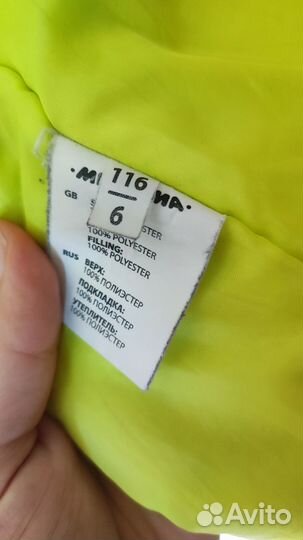 116
6
GB
100% POLYESTER
FILLING:
100% POLYESTER
RUS ВЕРХ:
100% ПОЛИЭСТЕР
ПОДКЛАДКА:
100% ПОЛИЭСТЕР
УТЕПЛИТЕЛЬ:
100% ПОЛИЭСТЕР
Avito